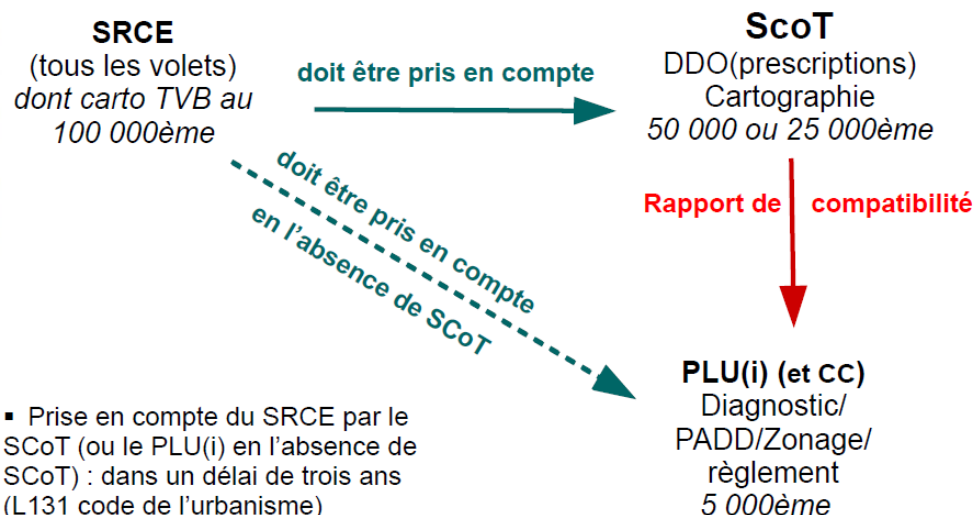 SRCE
(tous les volets)
dont carto TVB au
100 000ème
doit être pris en compte
ScoT
DDO(prescriptions)
Cartographie
50 000 ou 25 000ème
doit être pris en compte
en l’absence de SCoT
Rapport de compatibilité
PLU(i) (et CC)
Diagnostic/
PADD/Zonage/
règlement
5 000ème
▪ Prise en compte du SRCE par le
SCoT (ou le PLU(i) en l’absence de
SCoT) : dans un délai de trois ans
(L131 code de l’urbanisme)